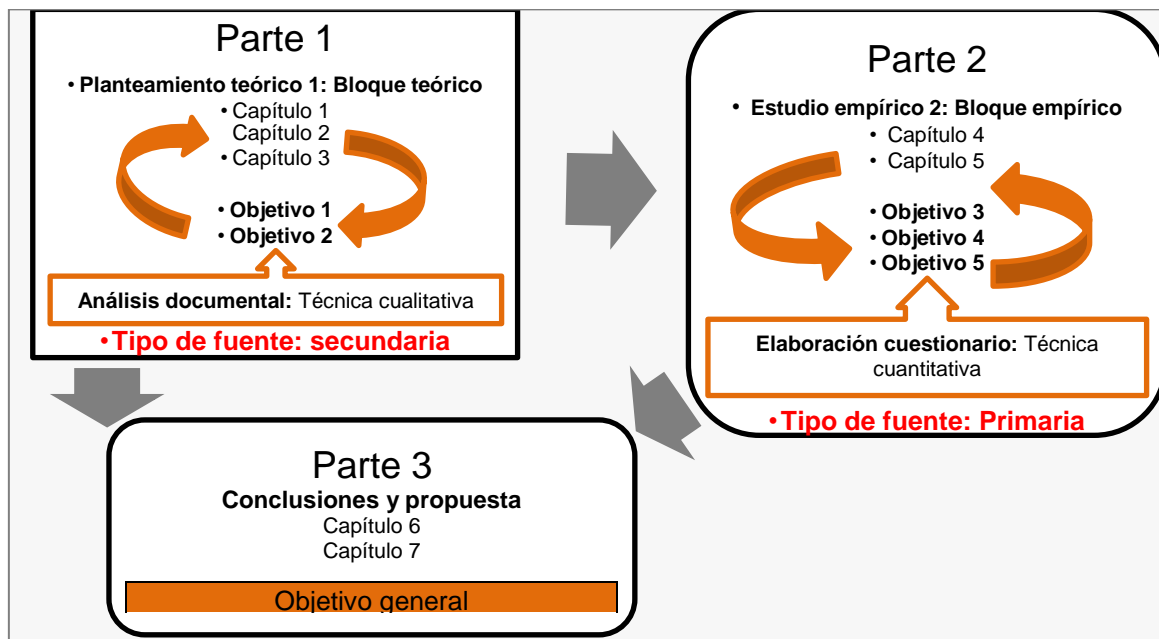 Parte 1
• Planteamiento teórico 1: Bloque teórico
• Capítulo 1
Capítulo 2
• Capítulo 3
• Objetivo 1
• Objetivo 2
Análisis documental: Técnica cualitativa
• Tipo de fuente: secundaria
Parte 2
• Estudio empírico 2: Bloque empírico
• Capítulo 4
• Capítulo 5
• Objetivo 3
• Objetivo 4
• Objetivo 5
Elaboración cuestionario: Técnica
cuantitativa
• Tipo de fuente: Primaria
Parte 3
Conclusiones y propuesta
Capítulo 6
Capítulo 7
Objetivo general